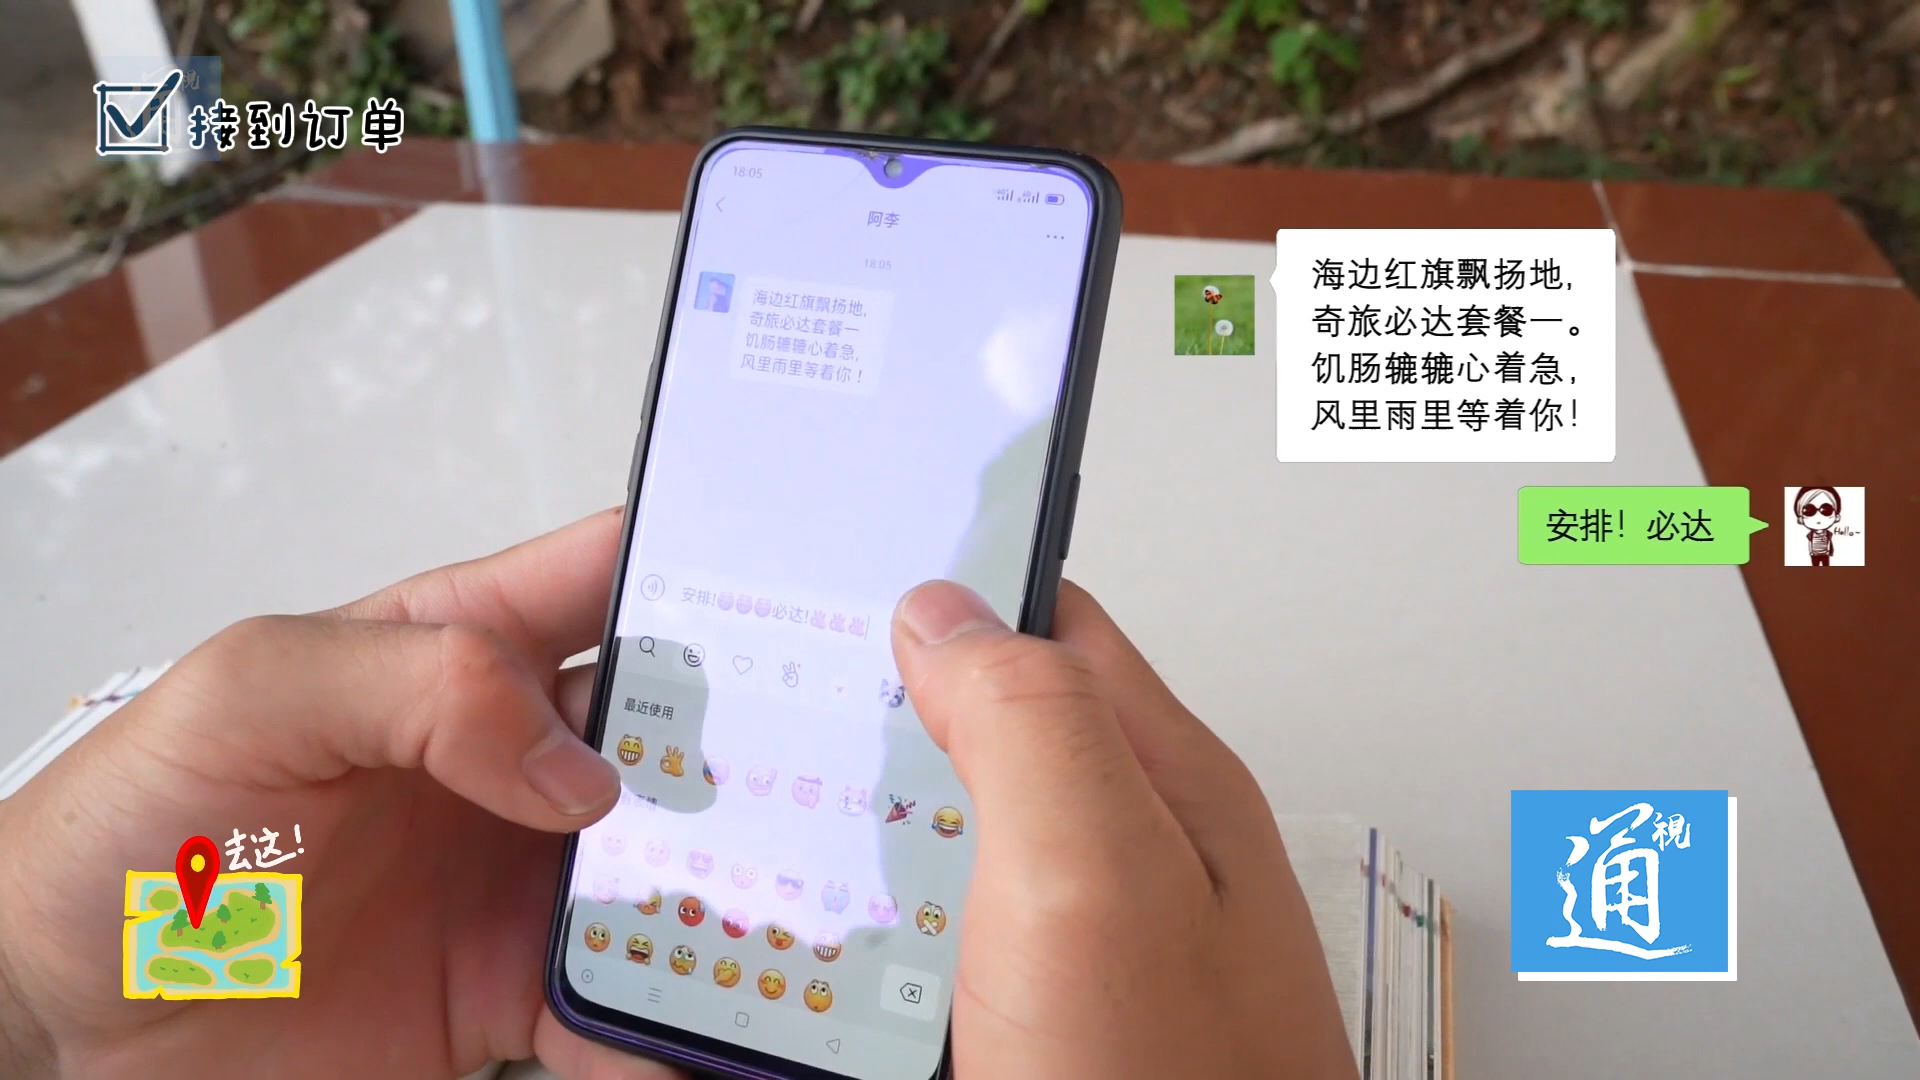 接到订单
18:05
阿李
18:05
海边红旗飘扬地,
奇旅必达套餐一
饥肠辘辘心着急,
风里雨里等着你！
安排!必达!
最近使用
海边红旗飘扬地,
奇旅必达套餐一。
饥肠辘辘心着急,
风里雨里等着你!
安排! 必达
Hello~
去这!
通視